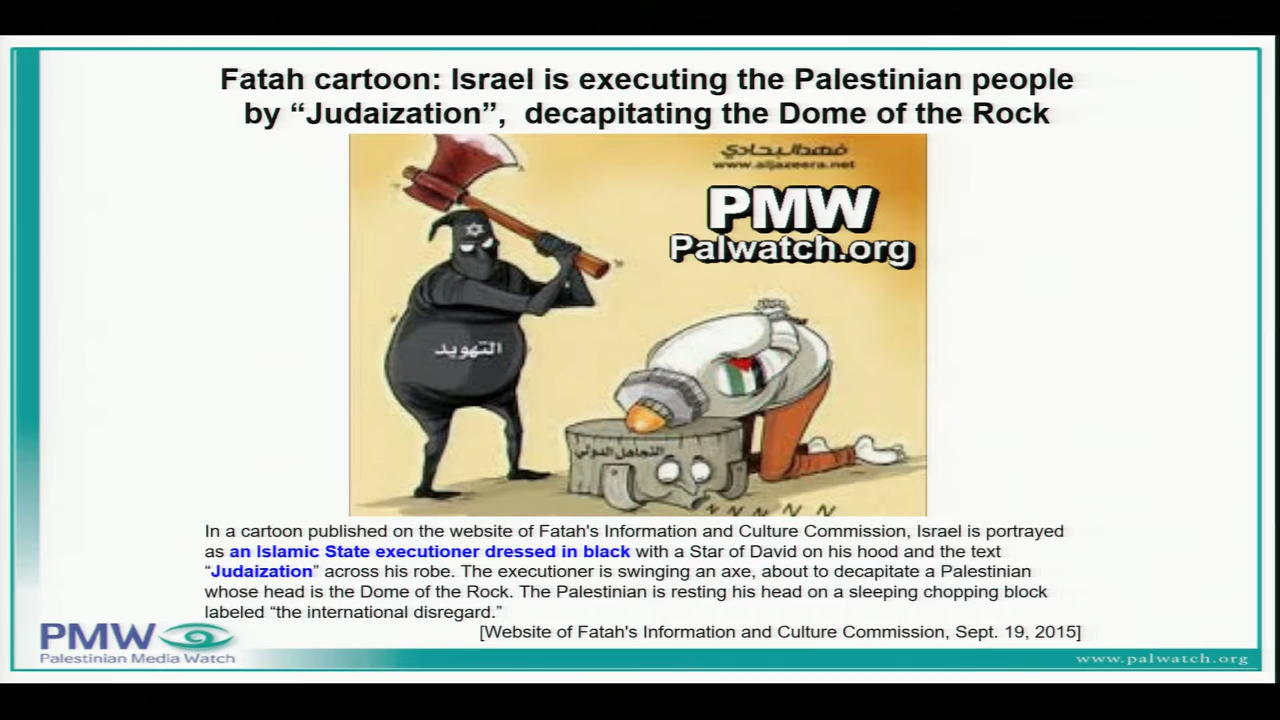 Fatah cartoon: Israel is executing the Palestinian people
by “Judaization”,  decapitating the Dome of the Rock
فهد البحادي
www.aljazeera.net
PMW
Palwatch.org
التهويد
التجاهل الدولي
In a cartoon published on the website of Fatah's Information and Culture Commission, Israel is portrayed
as an Islamic State executioner dressed in black with a Star of David on his hood and the text
“Judaization” across his robe. The executioner is swinging an axe, about to decapitate a Palestinian
whose head is the Dome of the Rock. The Palestinian is resting his head on a sleeping chopping block
labeled “the international disregard.”
[Website of Fatah's Information and Culture Commission, Sept. 19, 2015]
PMW
Palestinian Media Watch
www.palwatch.org